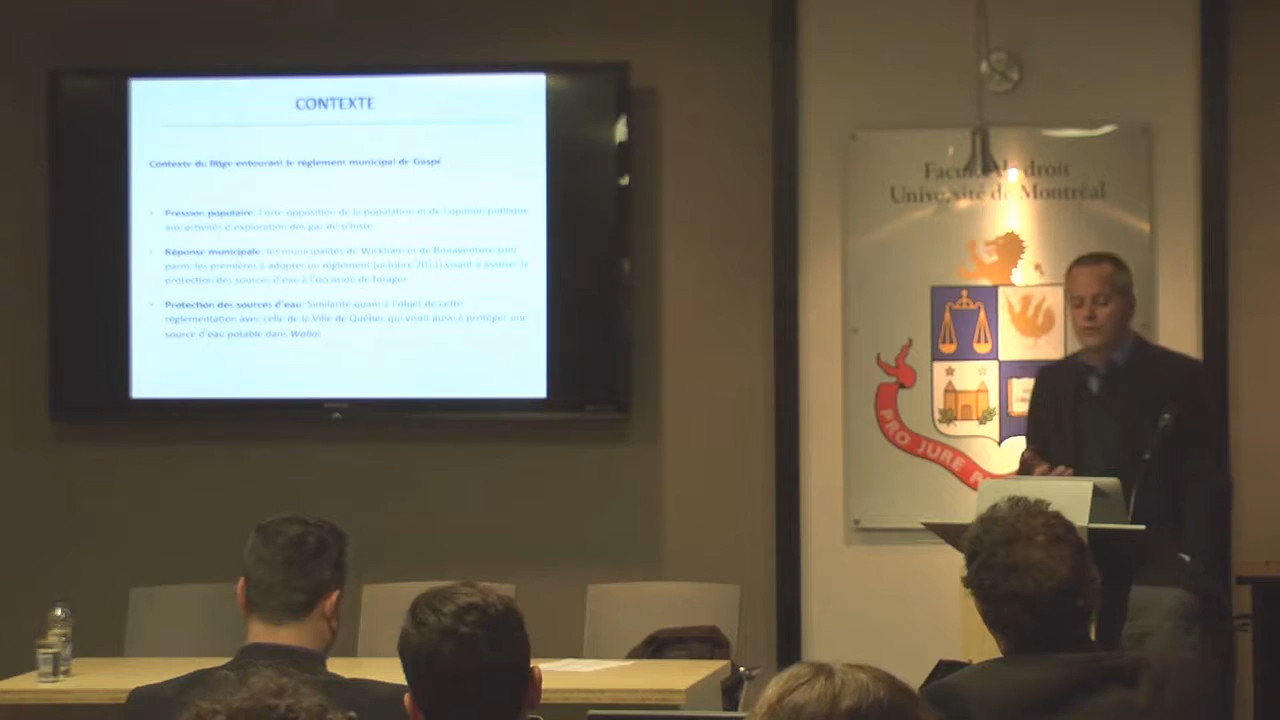 CONTEXTE
Contexte du litige entourant le règlement municipal de Gaspé
Pression populaire: Forte opposition de la population et de l'opinion publique
aux activités d'exploration des gaz de schiste.
Réponse municipale: les municipalités de Wickham et de Bonaventure sont
parmi les premières à adopter un règlement (octobre 2011) visant à assurer la
protection des sources d'eau à l'occasion de forages.
Protection des sources d'eau: Similarité quant à l'objet de cette
réglementation avec celle de la Ville de Québec qui visait aussi à protéger une
source d'eau potable dans Wallot
Faculté de droit
Université de Montréal
PRO JURE